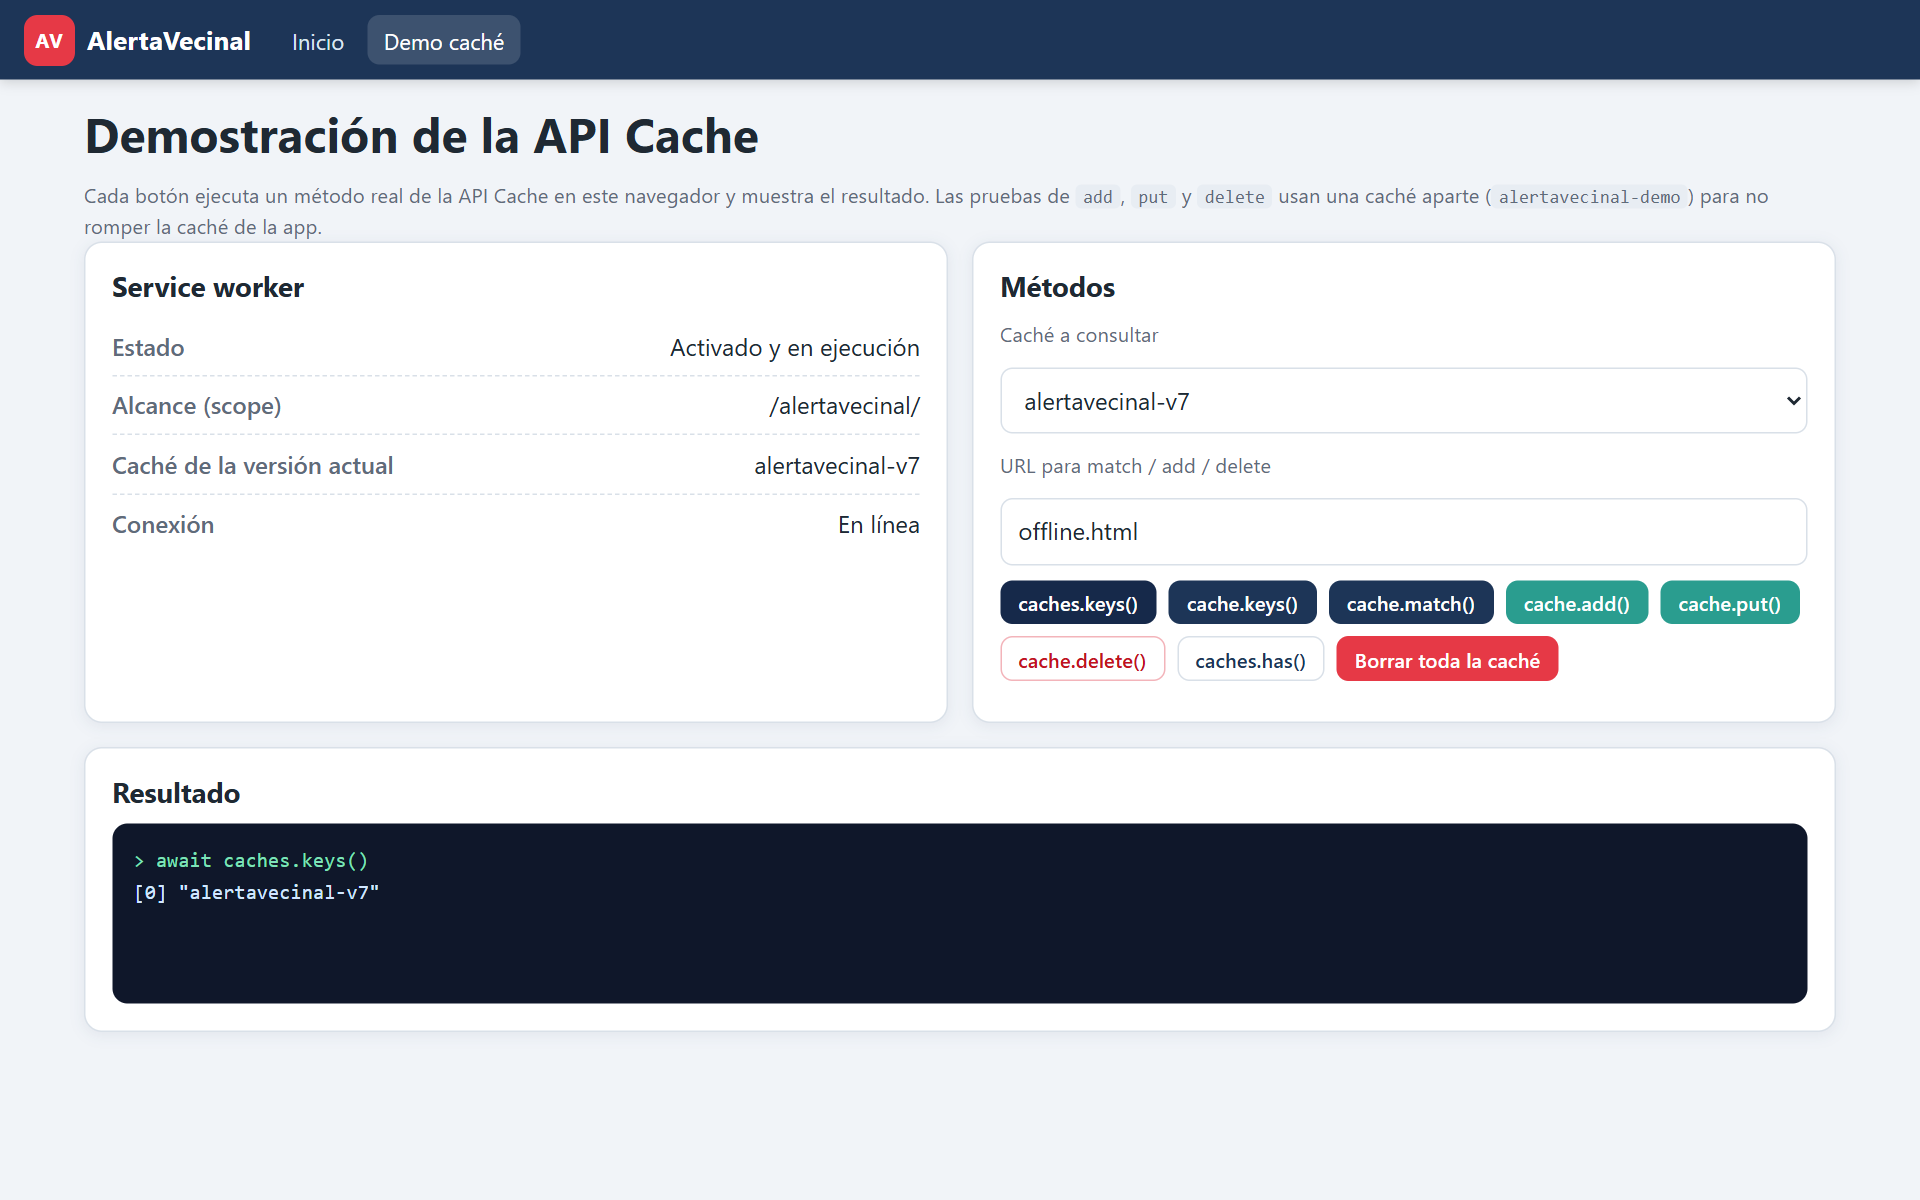 AV AlertaVecinal Inicio Demo caché
Demostración de la API Cache
Cada botón ejecuta un método real de la API Cache en este navegador y muestra el resultado. Las pruebas de add, put y delete usan una caché aparte (alertavecinal-demo) para no
romper la caché de la app.
Service worker
Estado Activado y en ejecución
Alcance (scope) /alertavecinal/
Caché de la versión actual alertavecinal-v7
Conexión En línea
Métodos
Caché a consultar
alertavecinal-v7
URL para match / add / delete
offline.html
caches.keys() cache.keys() cache.match() cache.add() cache.put()
cache.delete() caches.has() Borrar toda la caché
Resultado
> await caches.keys()
[0] "alertavecinal-v7"